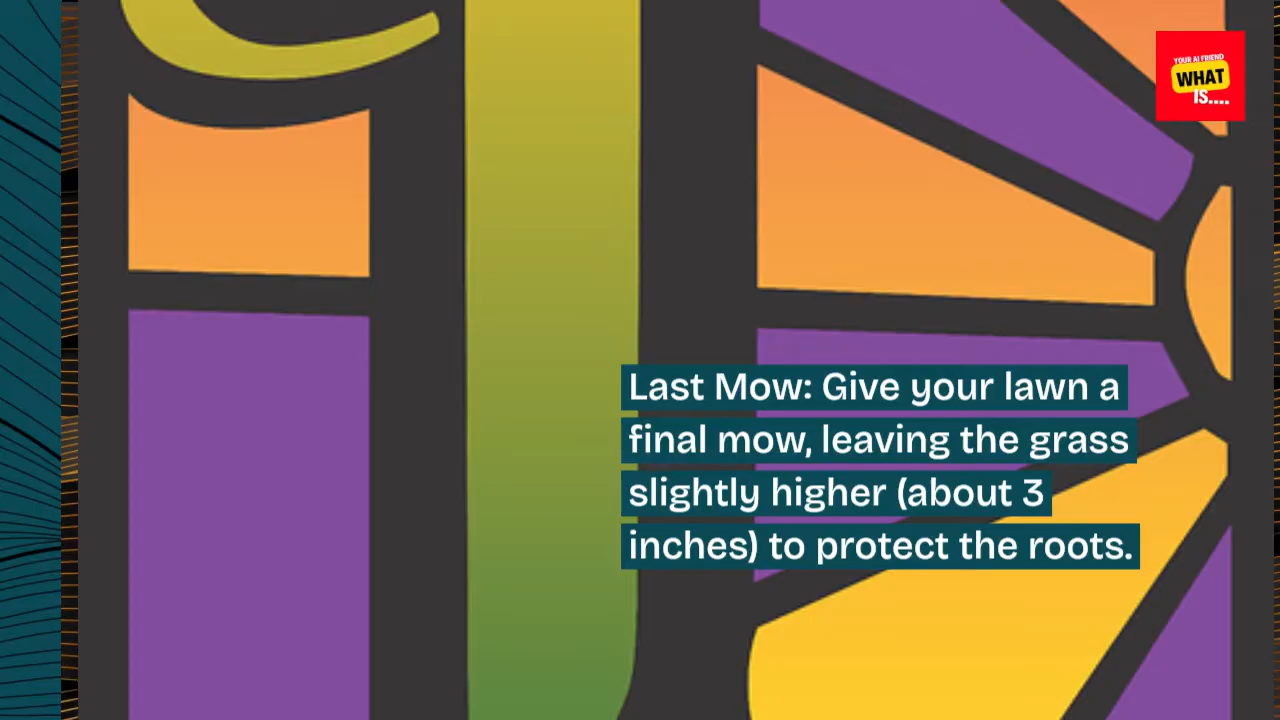 YOUR AI FRIEND
WHAT
IS....
Last Mow: Give your lawn a
final mow, leaving the grass
slightly higher (about 3
inches) to protect the roots.